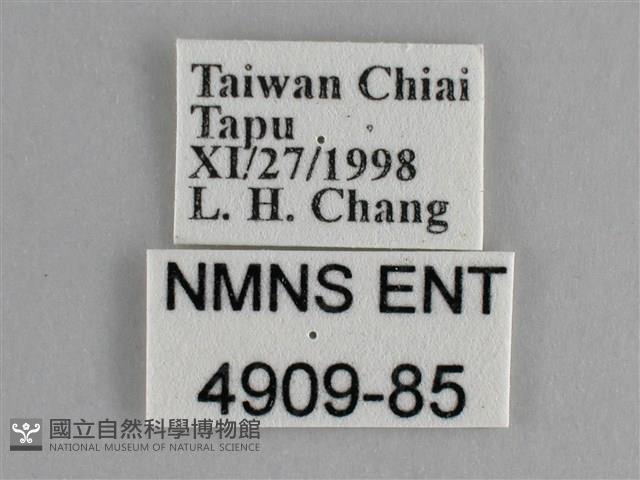 Taiwan Chiai
Tapu
XI/27/1998
L. H. Chang
NMNS ENT
4909-85
國立自然科學博物館
NATIONAL MUSEUM OF NATURAL SCIENCE